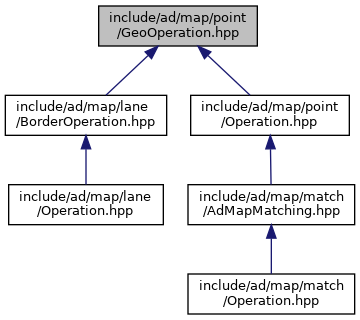 include/ad/map/point
/GeoOperation.hpp
include/ad/map/lane
/BorderOperation.hpp
include/ad/map/point
/Operation.hpp
include/ad/map/lane
/Operation.hpp
include/ad/map/match
/AdMapMatching.hpp
include/ad/map/match
/Operation.hpp